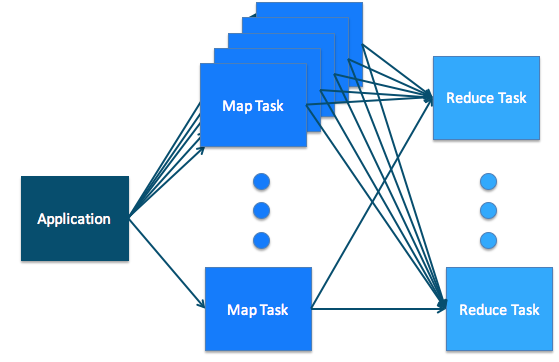 Map Task
Reduce Task
Application
Map Task
Reduce Task